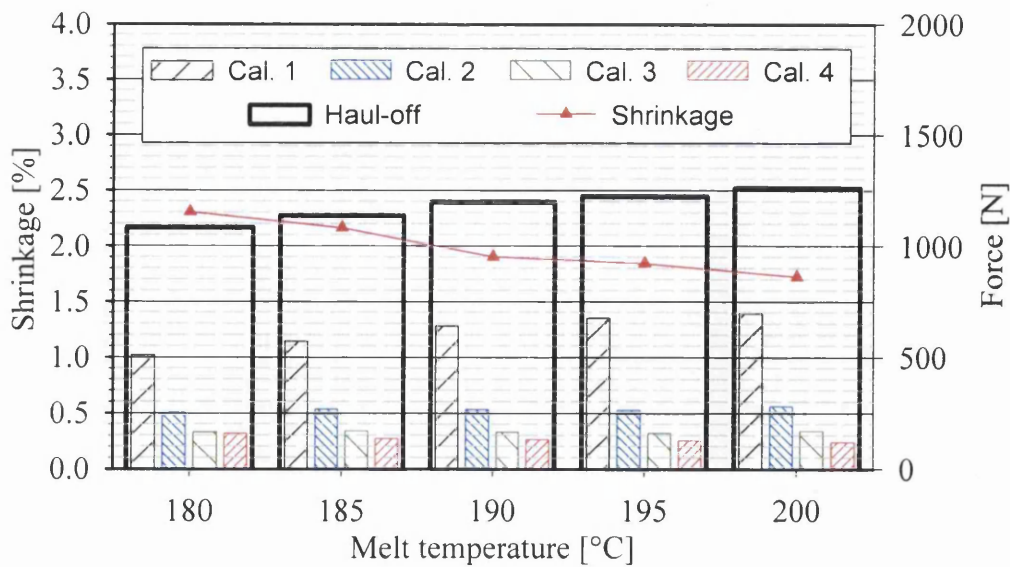 4.0
3.5
3.0
2.5
2.0
1.5
1.0
0.5
0.0
Shrinkage [%]
Cal. 1 Cal. 2 Cal. 3 Cal. 4
Haul-off Shrinkage
2000
1500
1000
500
0
Force [N]
180 185 190 195 200
Melt temperature [°C]